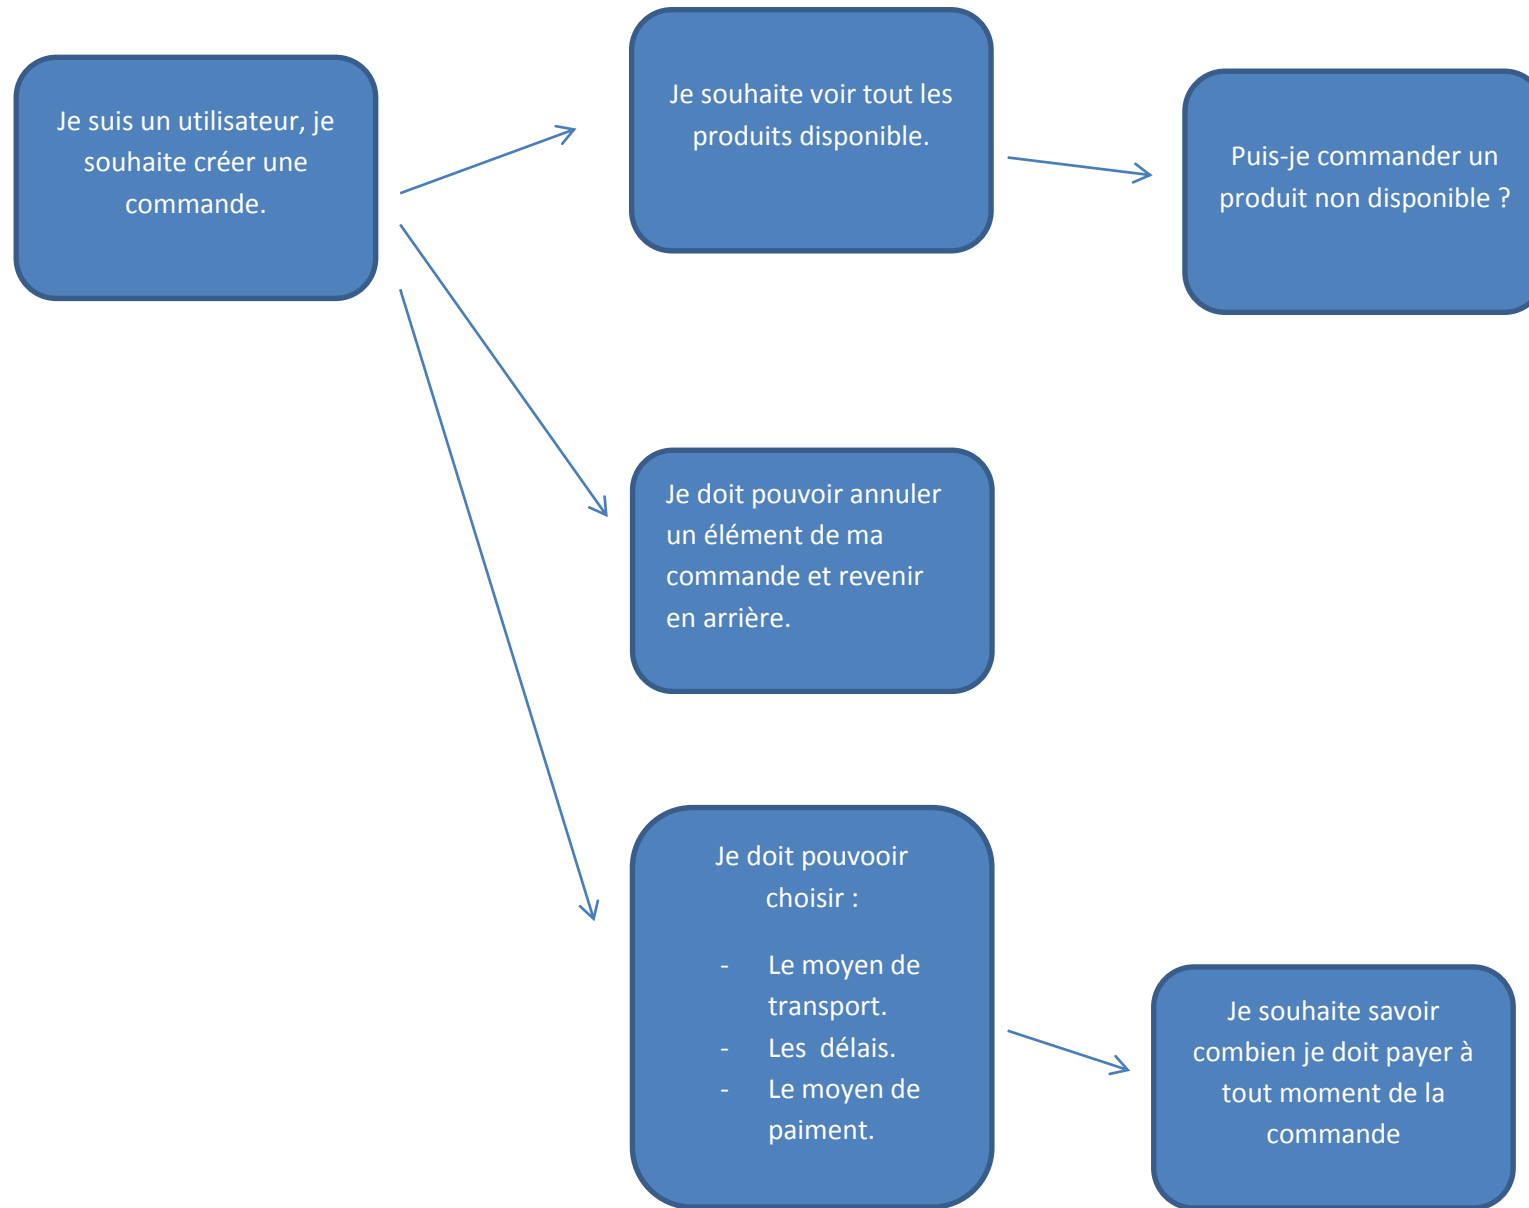 Je suis un utilisateur, je
souhaite créer une
commande.
Je souhaite voir tout les
produits disponible.
Puis-je commander un
produit non disponible ?
Je doit pouvoir annuler
un élément de ma
commande et revenir
en arrière.
Je doit pouvooir
choisir :
- Le moyen de
transport.
- Les délais.
- Le moyen de
paiment.
Je souhaite savoir
combien je doit payer à
tout moment de la
commande